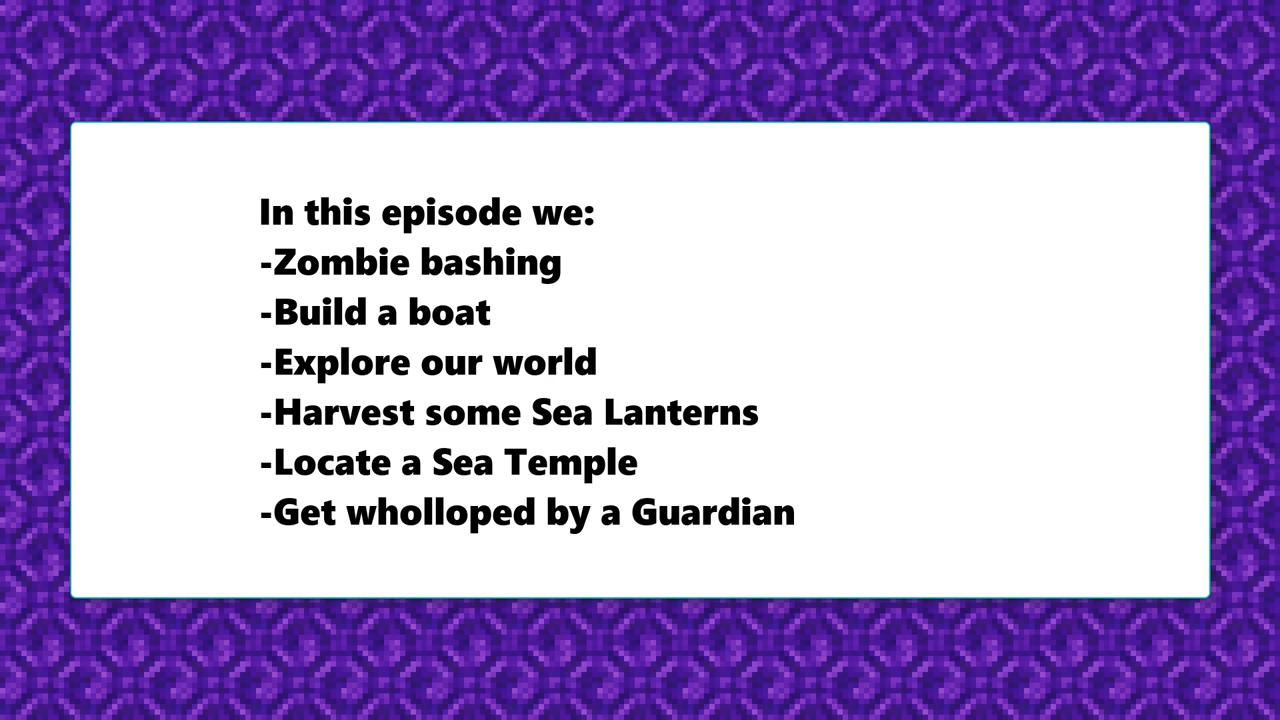 In this episode we:
-Zombie bashing
-Build a boat
-Explore our world
-Harvest some Sea Lanterns
-Locate a Sea Temple
-Get wholloped by a Guardian